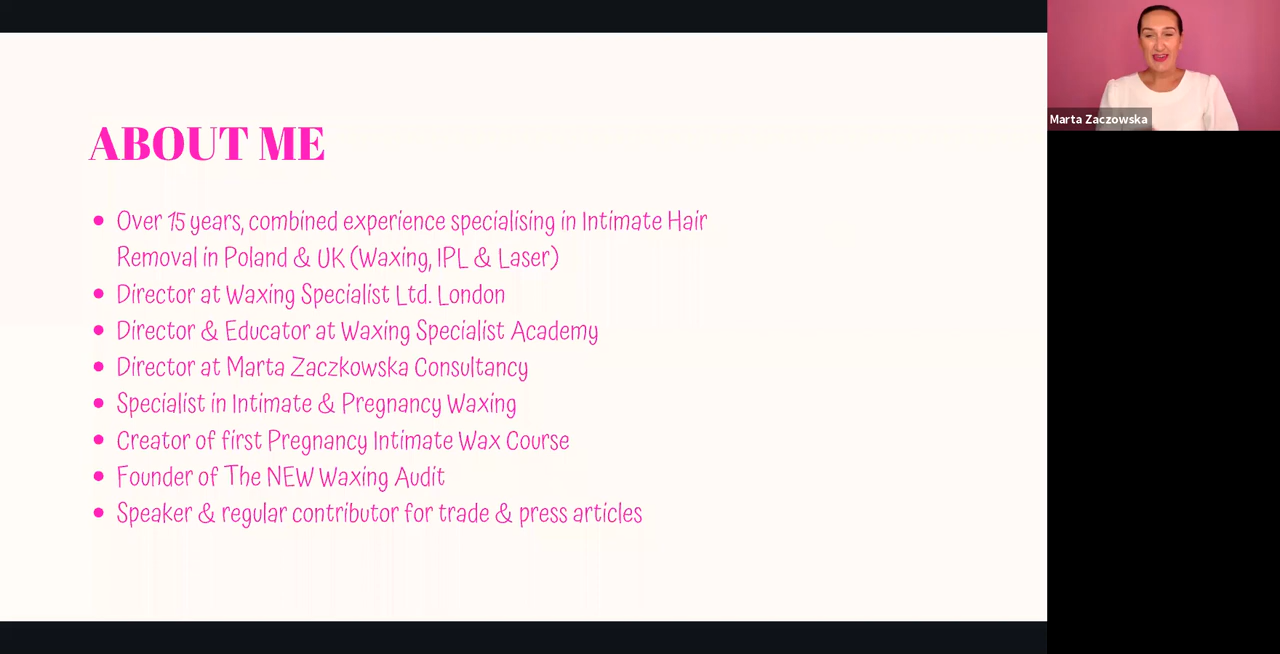 ABOUT ME
Over 15 years, combined experience specialising in Intimate Hair
Removal in Poland & UK (Waxing, IPL & Laser)
Director at Waxing Specialist Ltd. London
Director & Educator at Waxing Specialist Academy
Director at Marta Zaczkowska Consultancy
Specialist in Intimate & Pregnancy Waxing
Creator of first Pregnancy Intimate Wax Course
Founder of The NEW Waxing Audit
Speaker & regular contributor for trade & press articles
Marta Zaczowska